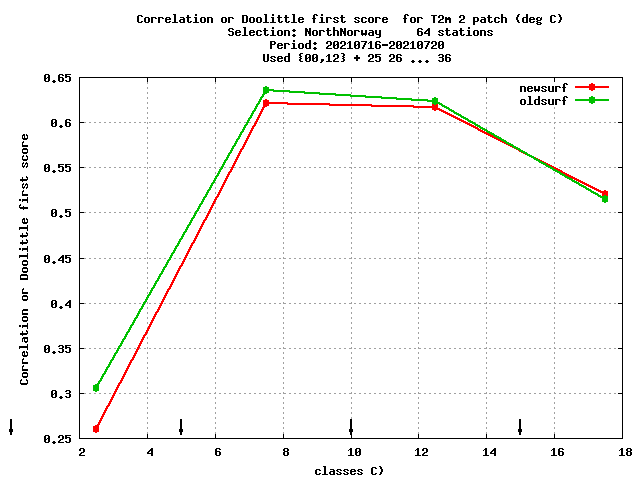 Correlation or Doolittle first score  for T2m 2 patch (deg C)
Selection: NorthNorway     64 stations
Period: 20210716-20210720
Used {00,12} + 25 26 ... 36
newsurf
oldsurf
Correlation or Doolittle first score
0.65
0.6
0.55
0.5
0.45
0.4
0.35
0.3
0.25
2 4 6 8 10 12 14 16 18
classes C)